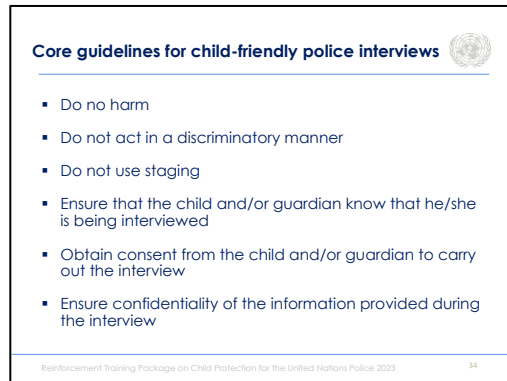 Core guidelines for child-friendly police interviews
▪ Do no harm
▪ Do not act in a discriminatory manner
▪ Do not use staging
▪ Ensure that the child and/or guardian know that he/she
is being interviewed
▪ Obtain consent from the child and/or guardian to carry
out the interview
▪ Ensure confidentiality of the information provided during
the interview
Reinforcement Training Package on Child Protection for the United Nations Police 2023
34